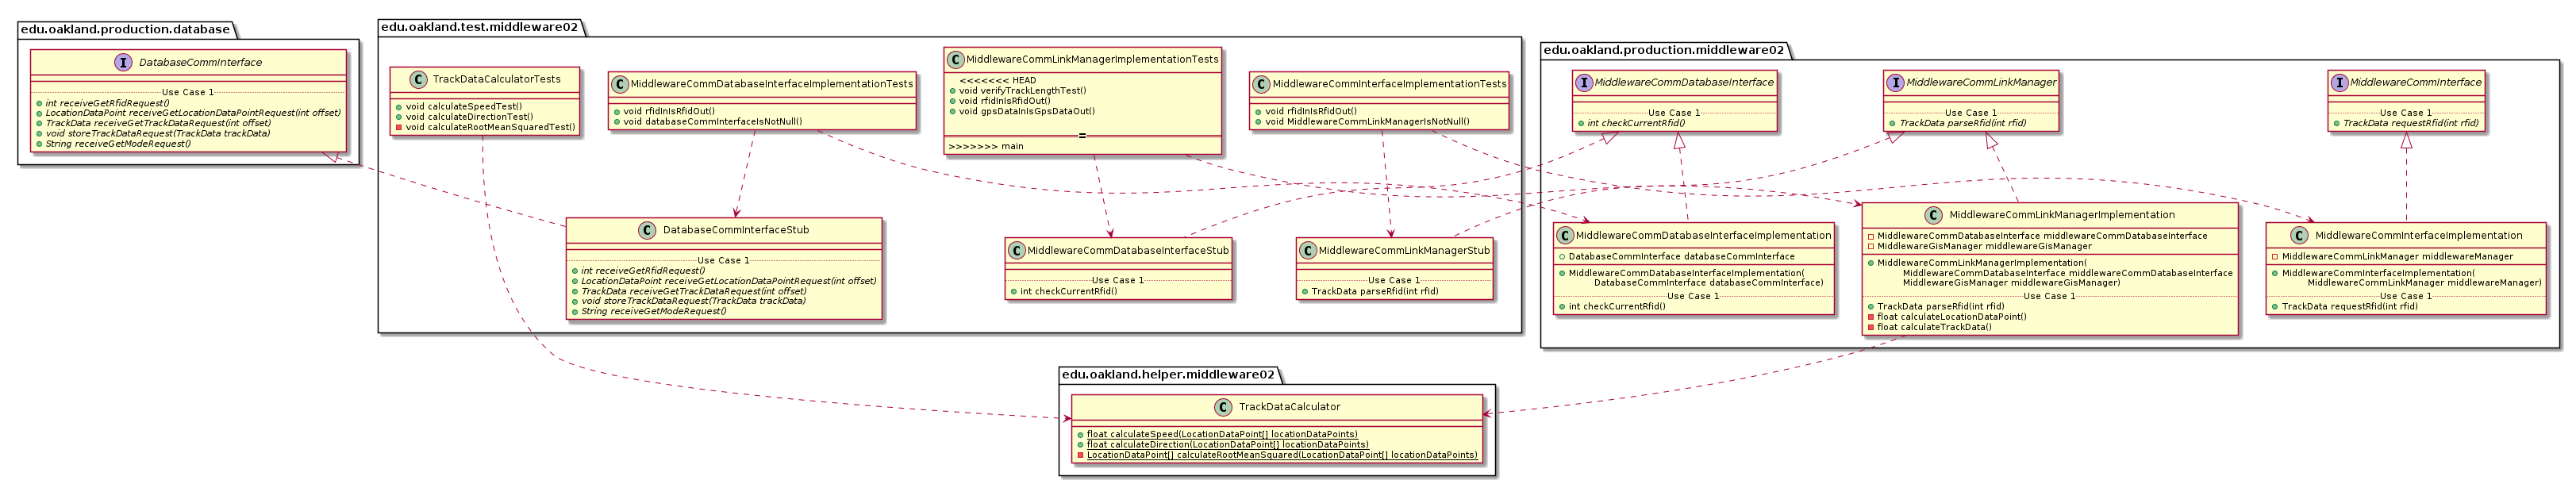 edu.oakland.production.database
I DatabaseCommInterface
Use Case 1
int receiveGetRfidRequest()
LocationDataPoint receiveGetLocationDataPointRequest(int offset)
TrackData receiveGetTrackDataRequest(int offset)
void storeTrackDataRequest(TrackData trackData)
String receiveGetModeRequest()
edu.oakland.test.middleware02
C TrackDataCalculatorTests
void calculateSpeedTest()
void calculateDirectionTest()
void calculateRootMeanSquaredTest()
C MiddlewareCommDatabaseInterfaceImplementationTests
void rfidInIsRfidOut()
void databaseCommInterfaceIsNotNull()
C MiddlewareCommLinkManagerImplementationTests
<<<<<<< HEAD
void verifyTrackLengthTest()
void rfidInIsRfidOut()
void gpsDataInIsGpsDataOut()
=
>>>>>>> main
C MiddlewareCommInterfaceImplementationTests
void rfidInIsRfidOut()
void MiddlewareCommLinkManagerIsNotNull()
C DatabaseCommInterfaceStub
Use Case 1
int receiveGetRfidRequest()
LocationDataPoint receiveGetLocationDataPointRequest(int offset)
TrackData receiveGetTrackDataRequest(int offset)
void storeTrackDataRequest(TrackData trackData)
String receiveGetModeRequest()
C MiddlewareCommDatabaseInterfaceStub
Use Case 1
int checkCurrentRfid()
C MiddlewareCommLinkManagerStub
Use Case 1
TrackData parseRfid(int rfid)
edu.oakland.production.middleware02
I MiddlewareCommDatabaseInterface
Use Case 1
int checkCurrentRfid()
I MiddlewareCommLinkManager
Use Case 1
TrackData parseRfid(int rfid)
I MiddlewareCommInterface
Use Case 1
TrackData requestRfid(int rfid)
C MiddlewareCommDatabaseInterfaceImplementation
DatabaseCommInterface databaseCommInterface
MiddlewareCommDatabaseInterfaceImplementation(
DatabaseCommInterface databaseCommInterface)
Use Case 1
int checkCurrentRfid()
C MiddlewareCommLinkManagerImplementation
MiddlewareCommDatabaseInterface middlewareCommDatabaseInterface
MiddlewareGisManager middlewareGisManager
MiddlewareCommLinkManagerImplementation(
MiddlewareCommDatabaseInterface middlewareCommDatabaseInterface
MiddlewareGisManager middlewareGisManager)
Use Case 1
TrackData parseRfid(int rfid)
float calculateLocationDataPoint()
float calculateTrackData()
C MiddlewareCommInterfaceImplementation
MiddlewareCommLinkManager middlewareManager
MiddlewareCommInterfaceImplementation(
MiddlewareCommLinkManager middlewareManager)
Use Case 1
TrackData requestRfid(int rfid)
edu.oakland.helper.middleware02
C TrackDataCalculator
float calculateSpeed(LocationDataPoint[] locationDataPoints)
float calculateDirection(LocationDataPoint[] locationDataPoints)
LocationDataPoint[] calculateRootMeanSquared(LocationDataPoint[] locationDataPoints)